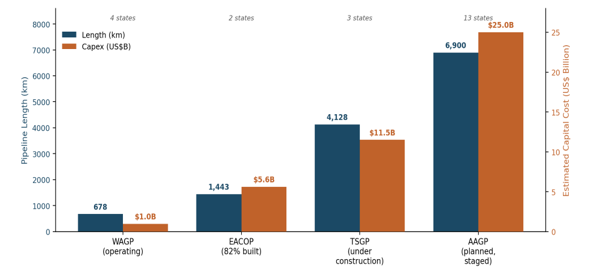 4 states
2 states
3 states
13 states
Length (km)
Capex (US$B)
Pipeline Length (km)
8000
7000
6000
5000
4000
3000
2000
1000
0
Estimated Capital Cost (US$ Billion)
25
20
15
10
5
0
678
$1.0B
1,443
$5.6B
4,128
$11.5B
6,900
$25.0B
WAGP
(operating)
EACOP
(82% built)
TSGP
(under
construction)
AAGP
(planned,
staged)